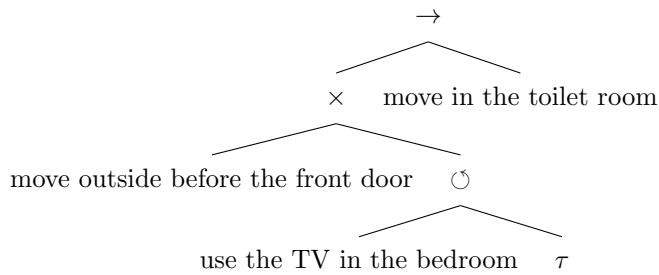 →
× move in the toilet room
move outside before the front door ↺
use the TV in the bedroom τ